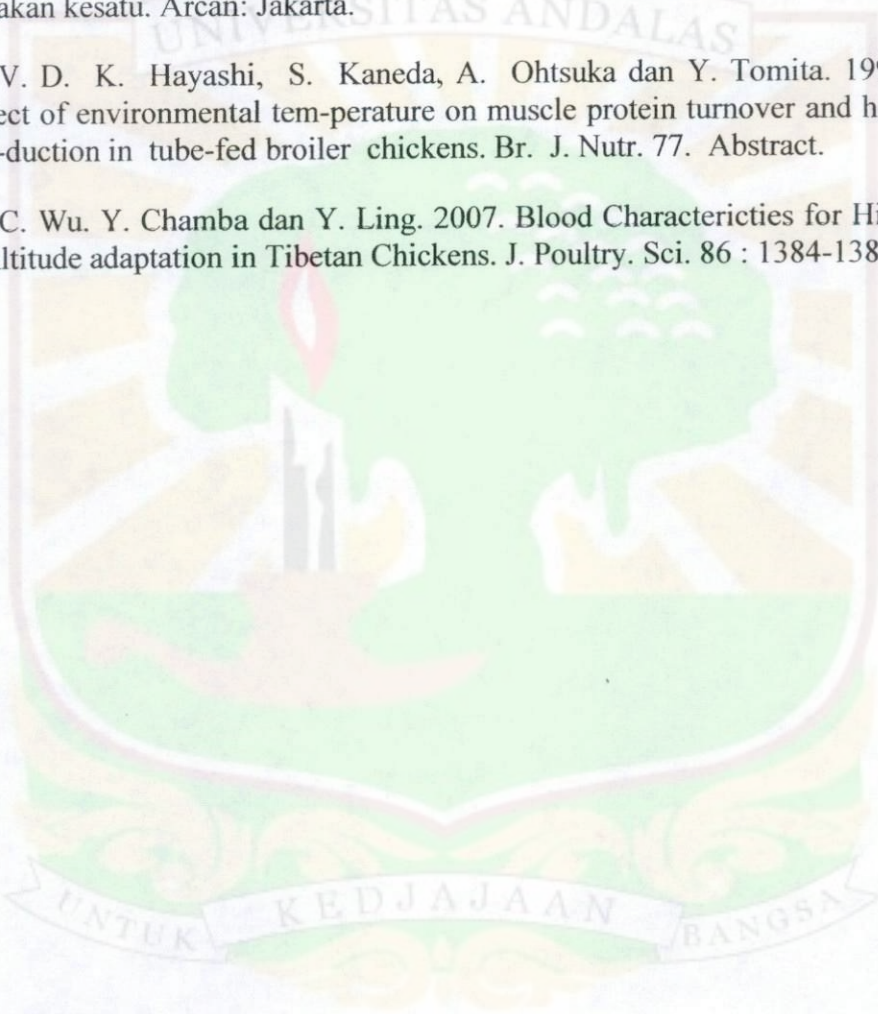 akan kesatu. Arcan: Jakarta.
UNIVERSITAS ANDALAS
V. D. K. Hayashi, S. Kaneda, A. Ohtsuka dan Y. Tomita. 19
ect of environmental tem-perature on muscle protein turnover and h
-duction in tube-fed broiler chickens. Br. J. Nutr. 77. Abstract.
C. Wu. Y. Chamba dan Y. Ling. 2007. Blood Charactericties for Hi
ltitude adaptation in Tibetan Chickens. J. Poultry. Sci. 86 : 1384-138
UNTUK KEDJAJAAN BANGSA